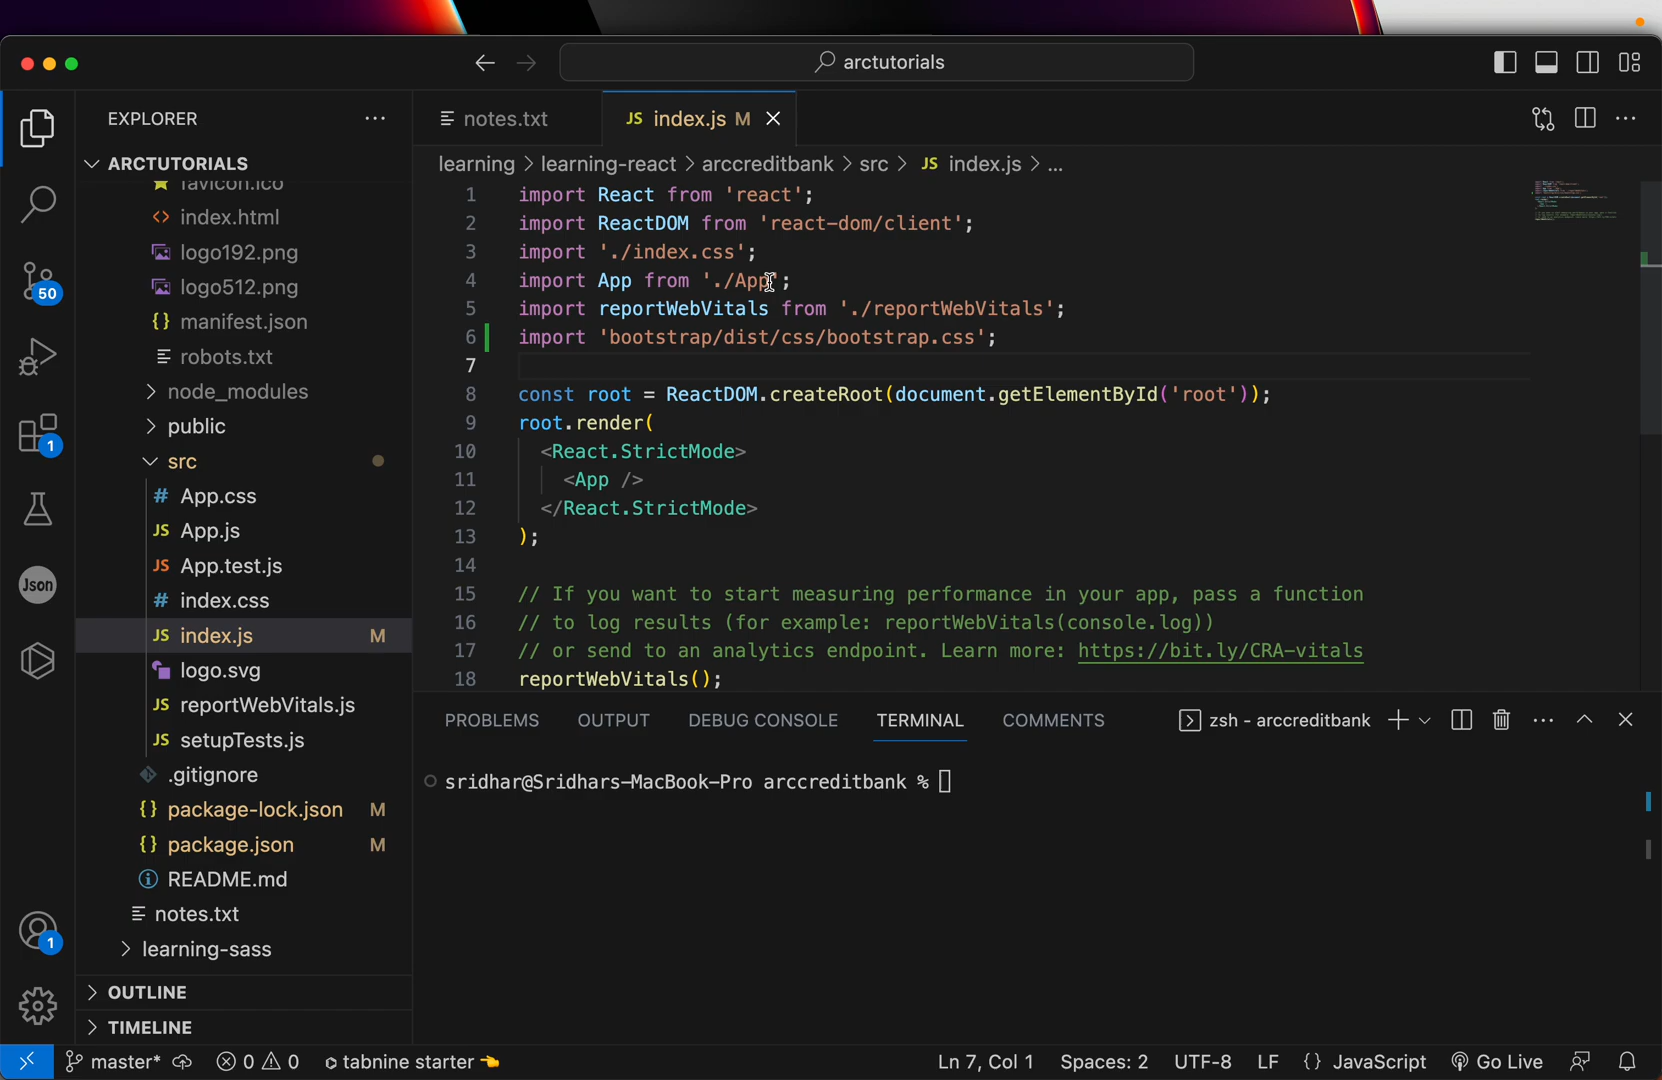 arctutorials
EXPLORER
ARCTUTORIALS
favicon.ico
index.html
logo192.png
logo512.png
manifest.json
robots.txt
node_modules
public
src
App.css
App.js
App.test.js
index.css
index.js M
logo.svg
reportWebVitals.js
setupTests.js
.gitignore
package-lock.json M
package.json M
README.md
notes.txt
learning-sass
OUTLINE
TIMELINE
50
1
Json
1
notes.txt
JS index.js M
learning > learning-react > arccreditbank > src > JS index.js > ...
1 import React from 'react';
2 import ReactDOM from 'react-dom/client';
3 import './index.css';
4 import App from './App';
5 import reportWebVitals from './reportWebVitals';
6 import 'bootstrap/dist/css/bootstrap.css';
7
8 const root = ReactDOM.createRoot(document.getElementById('root'));
9 root.render(
10 <React.StrictMode>
11 <App />
12 </React.StrictMode>
13 );
14
15 // If you want to start measuring performance in your app, pass a function
16 // to log results (for example: reportWebVitals(console.log))
17 // or send to an analytics endpoint. Learn more: https://bit.ly/CRA-vitals
18 reportWebVitals();
PROBLEMS OUTPUT DEBUG CONSOLE TERMINAL COMMENTS zsh - arccreditbank
sridhar@Sridhars-MacBook-Pro arccreditbank %
master* 0 0 tabnine starter Ln 7, Col 1 Spaces: 2 UTF-8 LF {} JavaScript Go Live